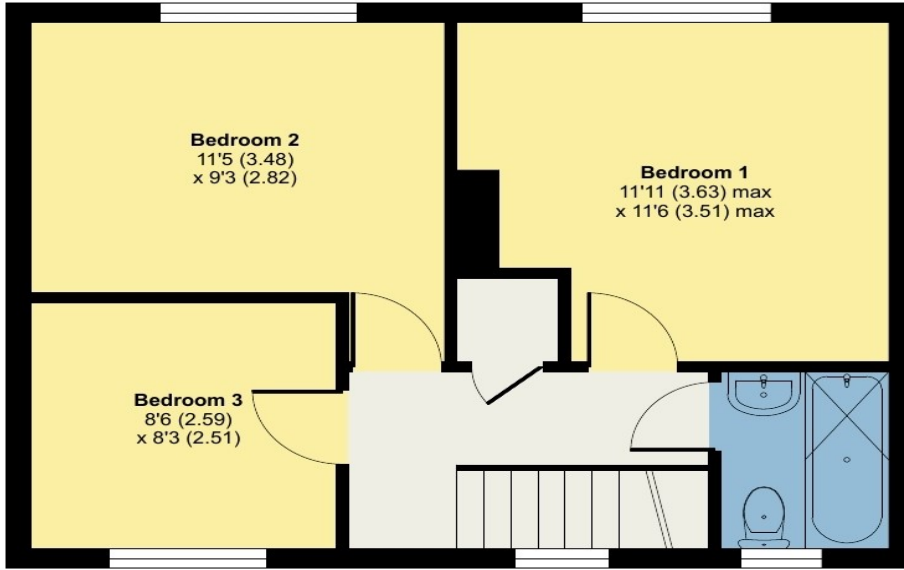 Bedroom 2
11'5 (3.48)
x 9'3 (2.82)
Bedroom 1
11'11 (3.63) max
x 11'6 (3.51) max
Bedroom 3
8'6 (2.59)
x 8'3 (2.51)